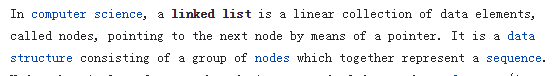 In computer science, a linked list is a linear collection of data elements,
called nodes, pointing to the next node by means of a pointer. It is a data
structure consisting of a group of nodes which together represent a sequence.